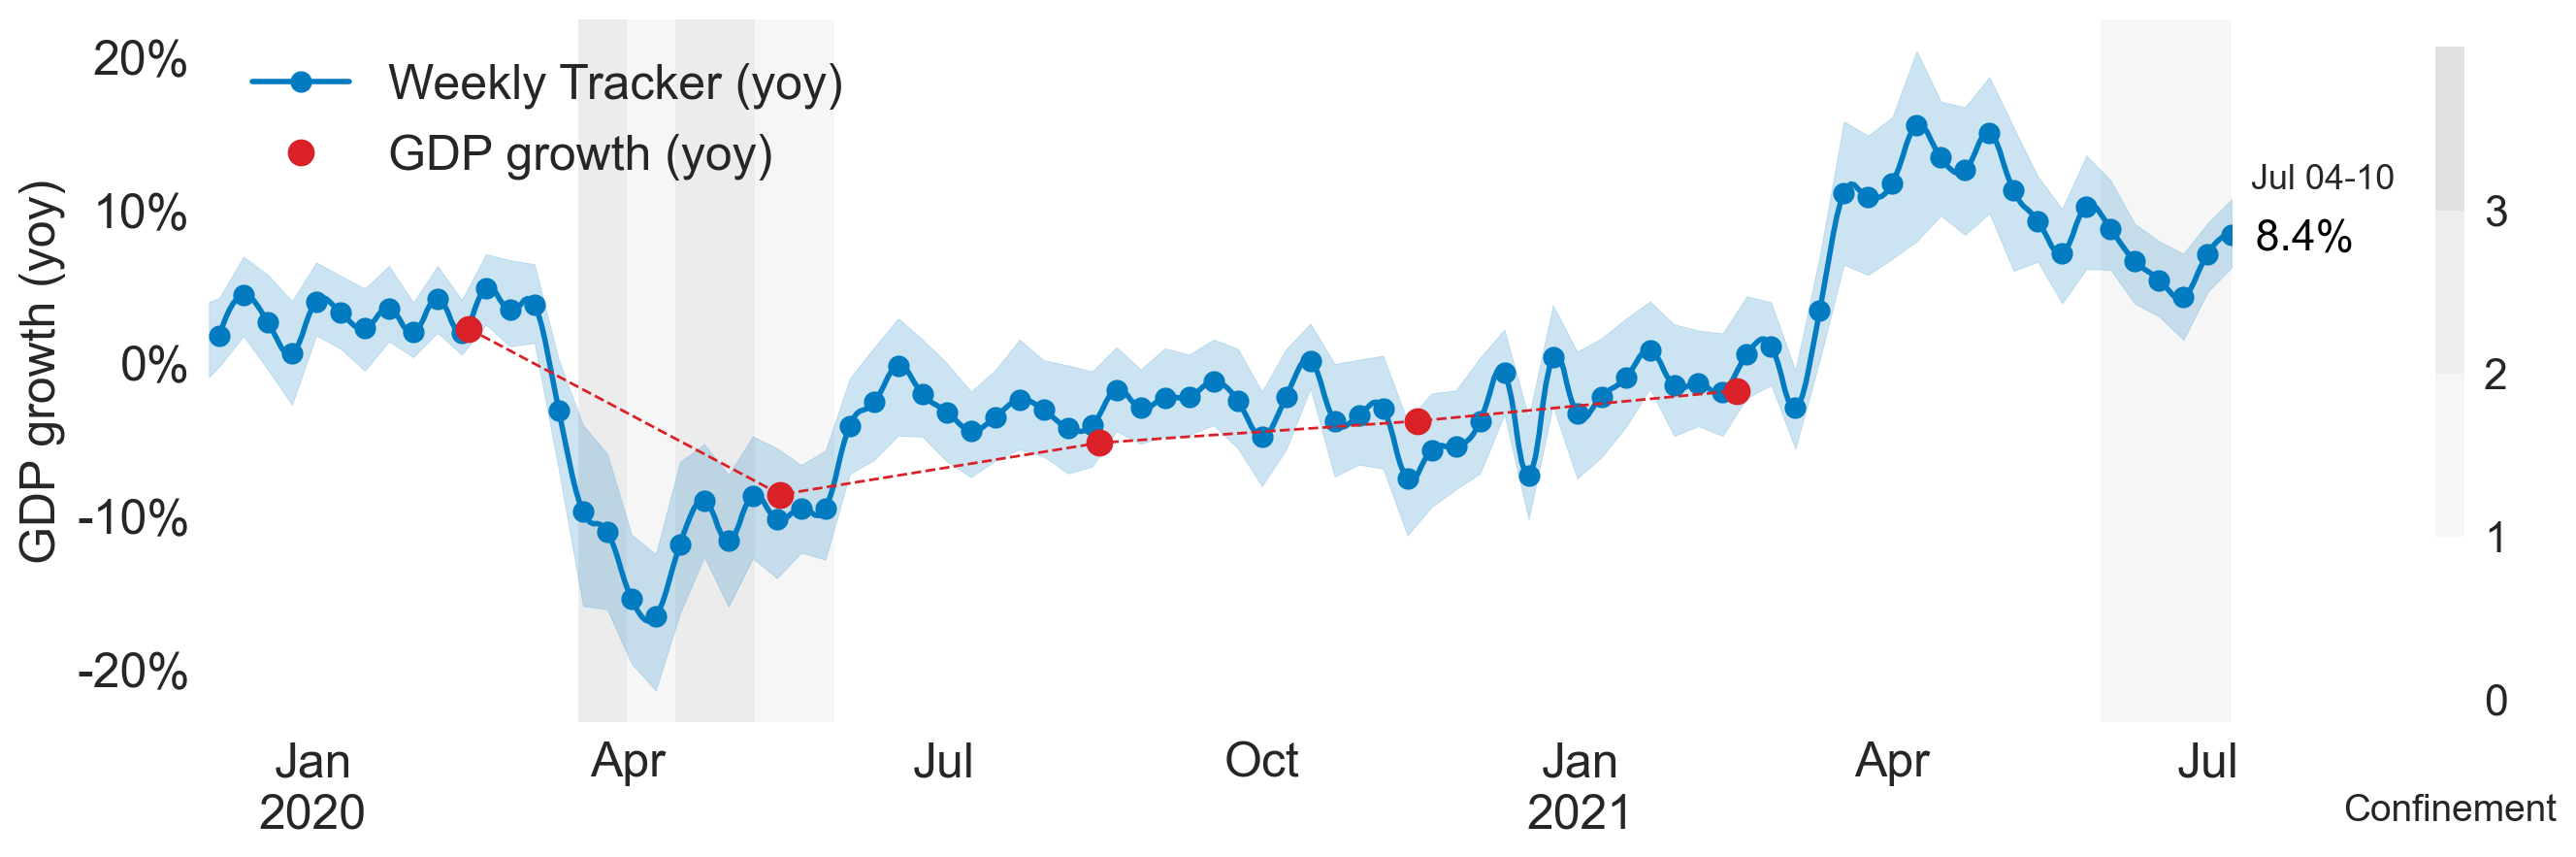 20%
10%
0%
-10%
-20%
GDP growth (yoy)
Weekly Tracker (yoy)
GDP growth (yoy)
Jul 04-10
8.4%
3
2
1
0
Confinement
Jan
2020
Apr
Jul
Oct
Jan
2021
Apr
Jul